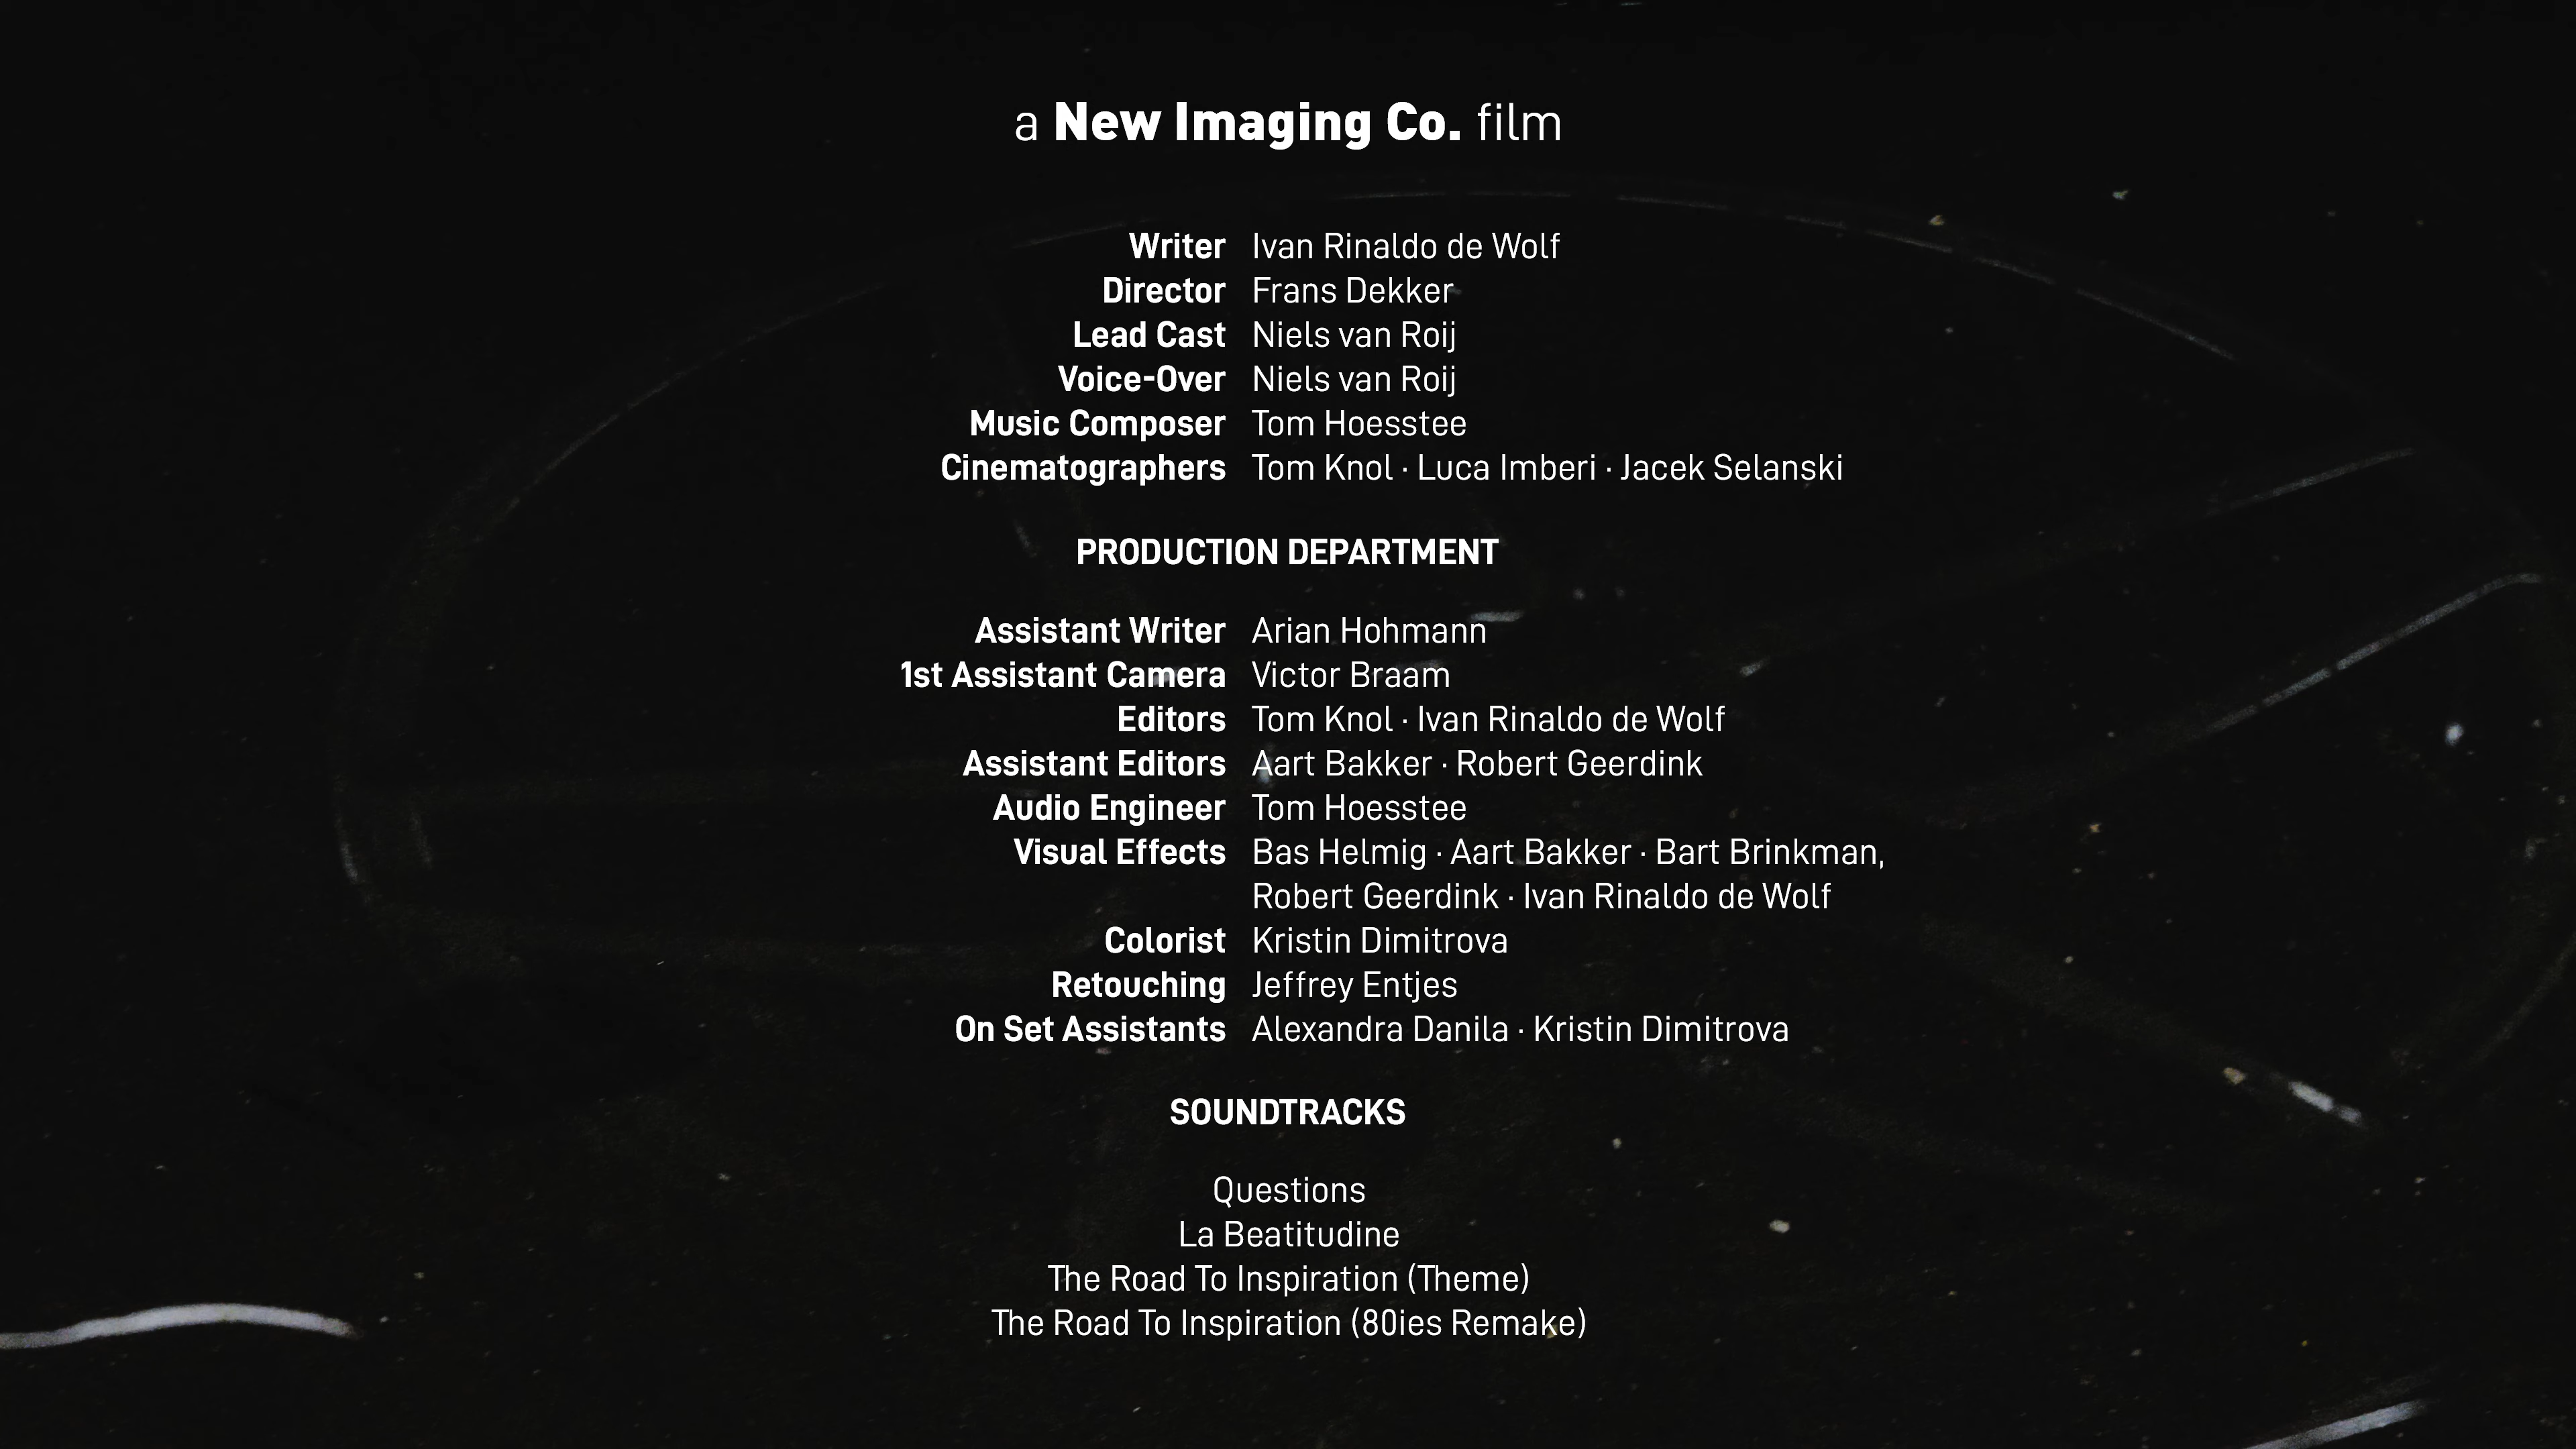 a New Imaging Co. film
Writer Ivan Rinaldo de Wolf
Director Frans Dekker
Lead Cast Niels van Roij
Voice-Over Niels van Roij
Music Composer Tom Hoesstee
Cinematographers Tom Knol · Luca Imberi · Jacek Selanski
PRODUCTION DEPARTMENT
Assistant Writer Arian Hohmann
1st Assistant Camera Victor Braam
Editors Tom Knol · Ivan Rinaldo de Wolf
Assistant Editors Aart Bakker · Robert Geerdink
Audio Engineer Tom Hoesstee
Visual Effects Bas Helmig · Aart Bakker · Bart Brinkman,
Robert Geerdink · Ivan Rinaldo de Wolf
Colorist Kristin Dimitrova
Retouching Jeffrey Entjes
On Set Assistants Alexandra Danila · Kristin Dimitrova
SOUNDTRACKS
Questions
La Beatitudine
The Road To Inspiration (Theme)
The Road To Inspiration (80ies Remake)